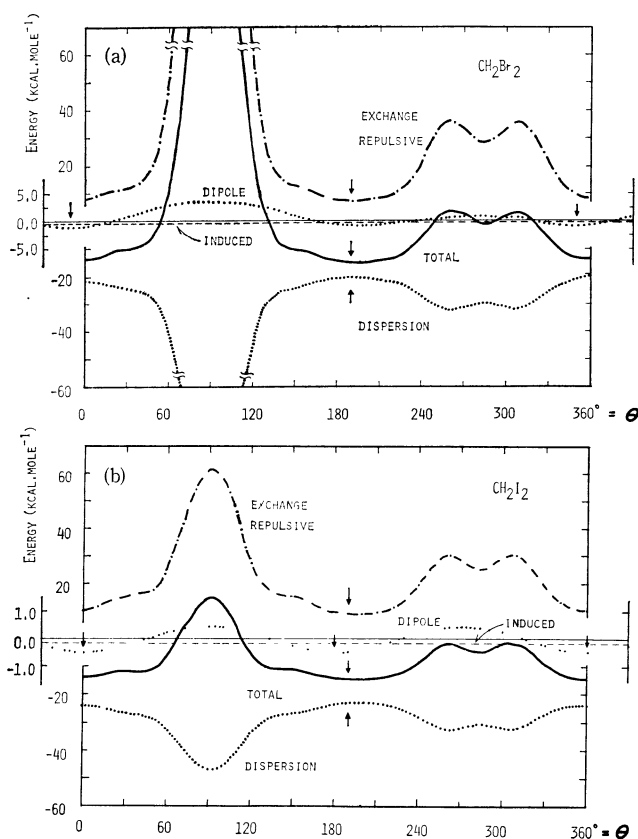 (a)
CH2Br2
ENERGY (KCAL.MOLE-1)
60
40
20
5.0
0.0
-5.0
-20
-40
-60
EXCHANGE
REPULSIVE
DIPOLE
INDUCED
TOTAL
DISPERSION
0
60
120
180
240
300
360° = θ
(b)
CH2I2
ENERGY (KCAL.MOLE-1)
60
40
20
1.0
0.0
-1.0
-20
-40
-60
EXCHANGE
REPULSIVE
DIPOLE
INDUCED
TOTAL
DISPERSION
0
60
120
180
240
300
360° = θ